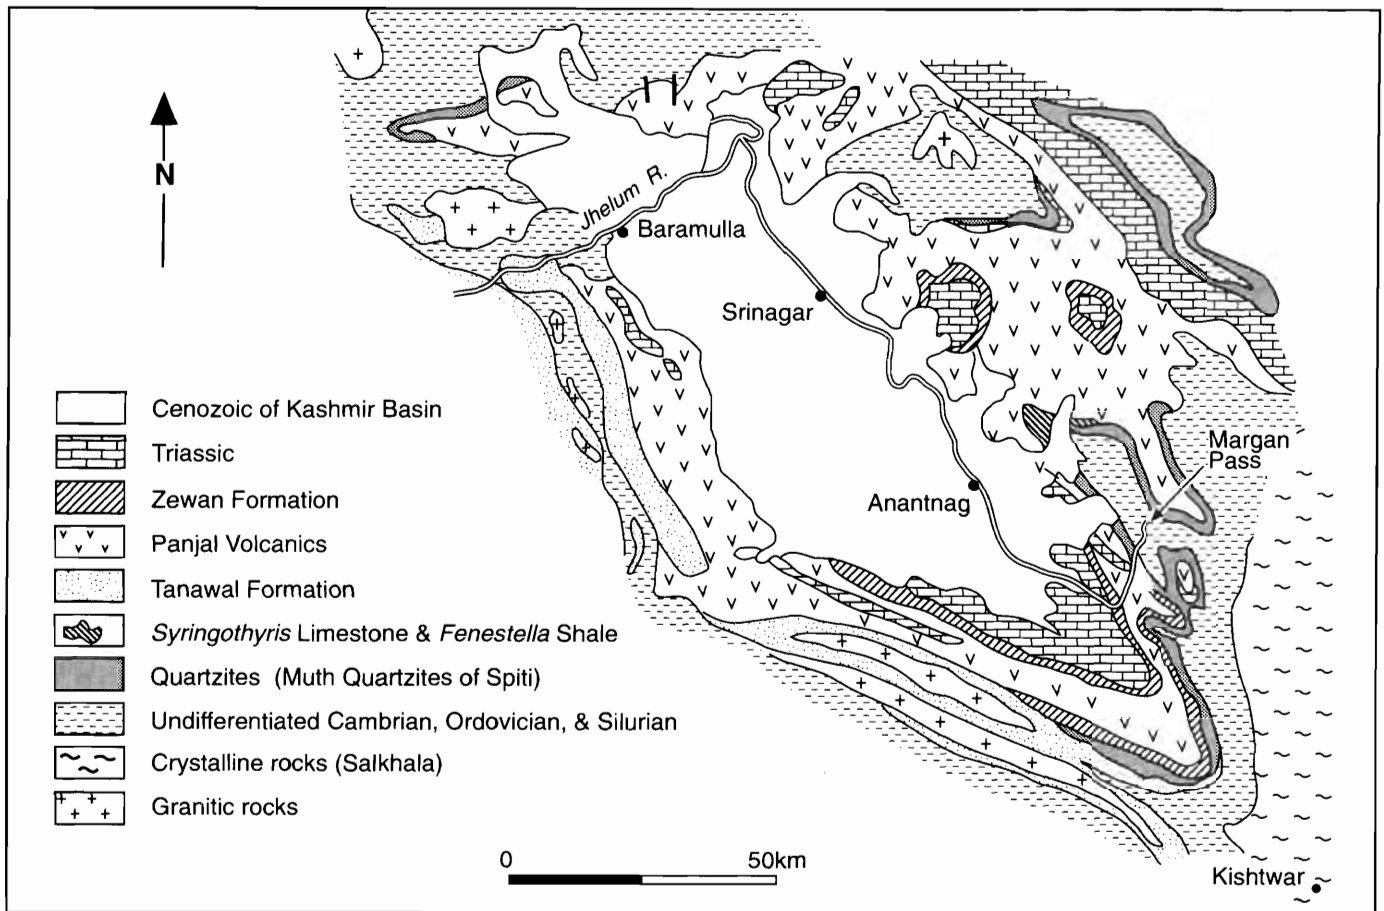 N
Jhelum R.
Baramulla
Srinagar
Anantnag
Margan
Pass
Cenozoic of Kashmir Basin
Triassic
Zewan Formation
Panjal Volcanics
Tanawal Formation
Syringothyris Limestone & Fenestella Shale
Quartzites (Muth Quartzites of Spiti)
Undifferentiated Cambrian, Ordovician, & Silurian
Crystalline rocks (Salkhala)
Granitic rocks
0 50km
Kishtwar